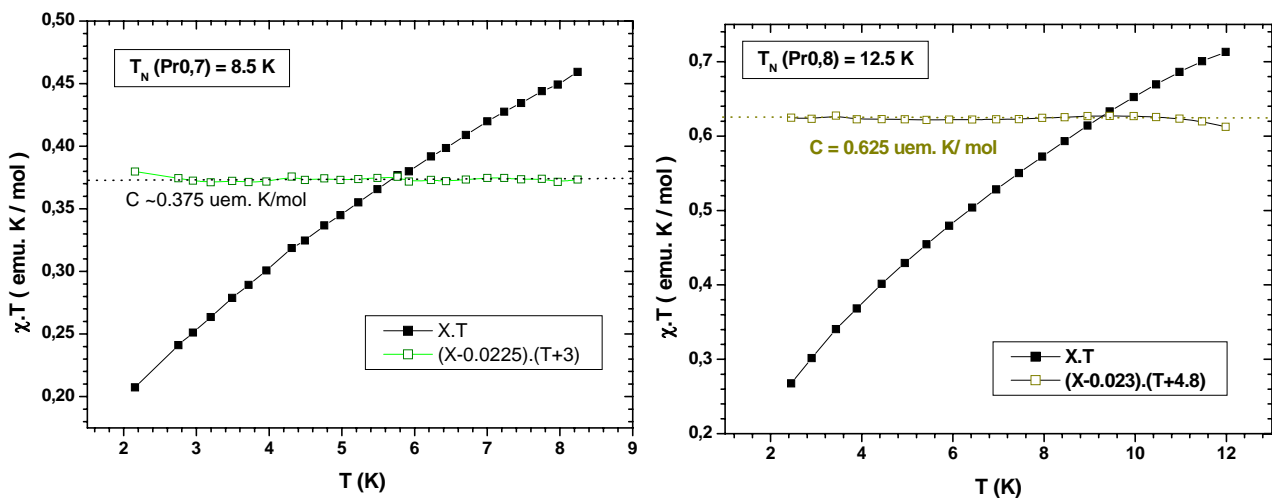 T_N (Pr0,7) = 8.5 K
C ~0.375 uem. K/mol
X.T
(X-0.0225).(T+3)
χ.T ( emu. K / mol )
0,50
0,45
0,40
0,35
0,30
0,25
0,20
2 3 4 5 6 7 8 9
T (K)
T_N (Pr0,8) = 12.5 K
C = 0.625 uem. K/ mol
X.T
(X-0.023).(T+4.8)
χ.T ( emu. K / mol )
0,7
0,6
0,5
0,4
0,3
0,2
2 4 6 8 10 12
T (K)